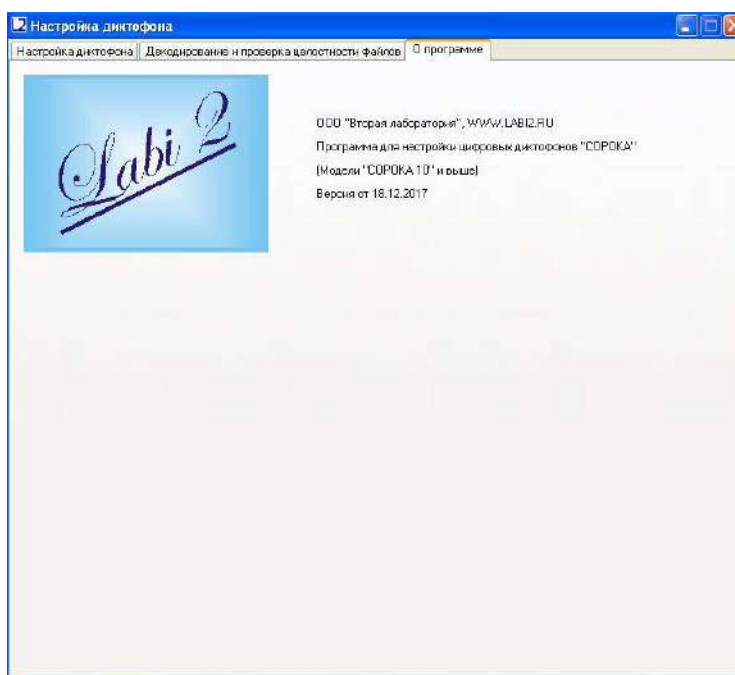 Настройка диктофона
Настройка диктофона Декодирование и проверка целостности файлов О программе
Labi 2
ООО "Вторая лаборатория", WWW.LABI2.RU
Программа для настройки цифровых диктофонов "СОРОКА"
(Модели "СОРОКА 10" и выше)
Версия от 18.12.2017